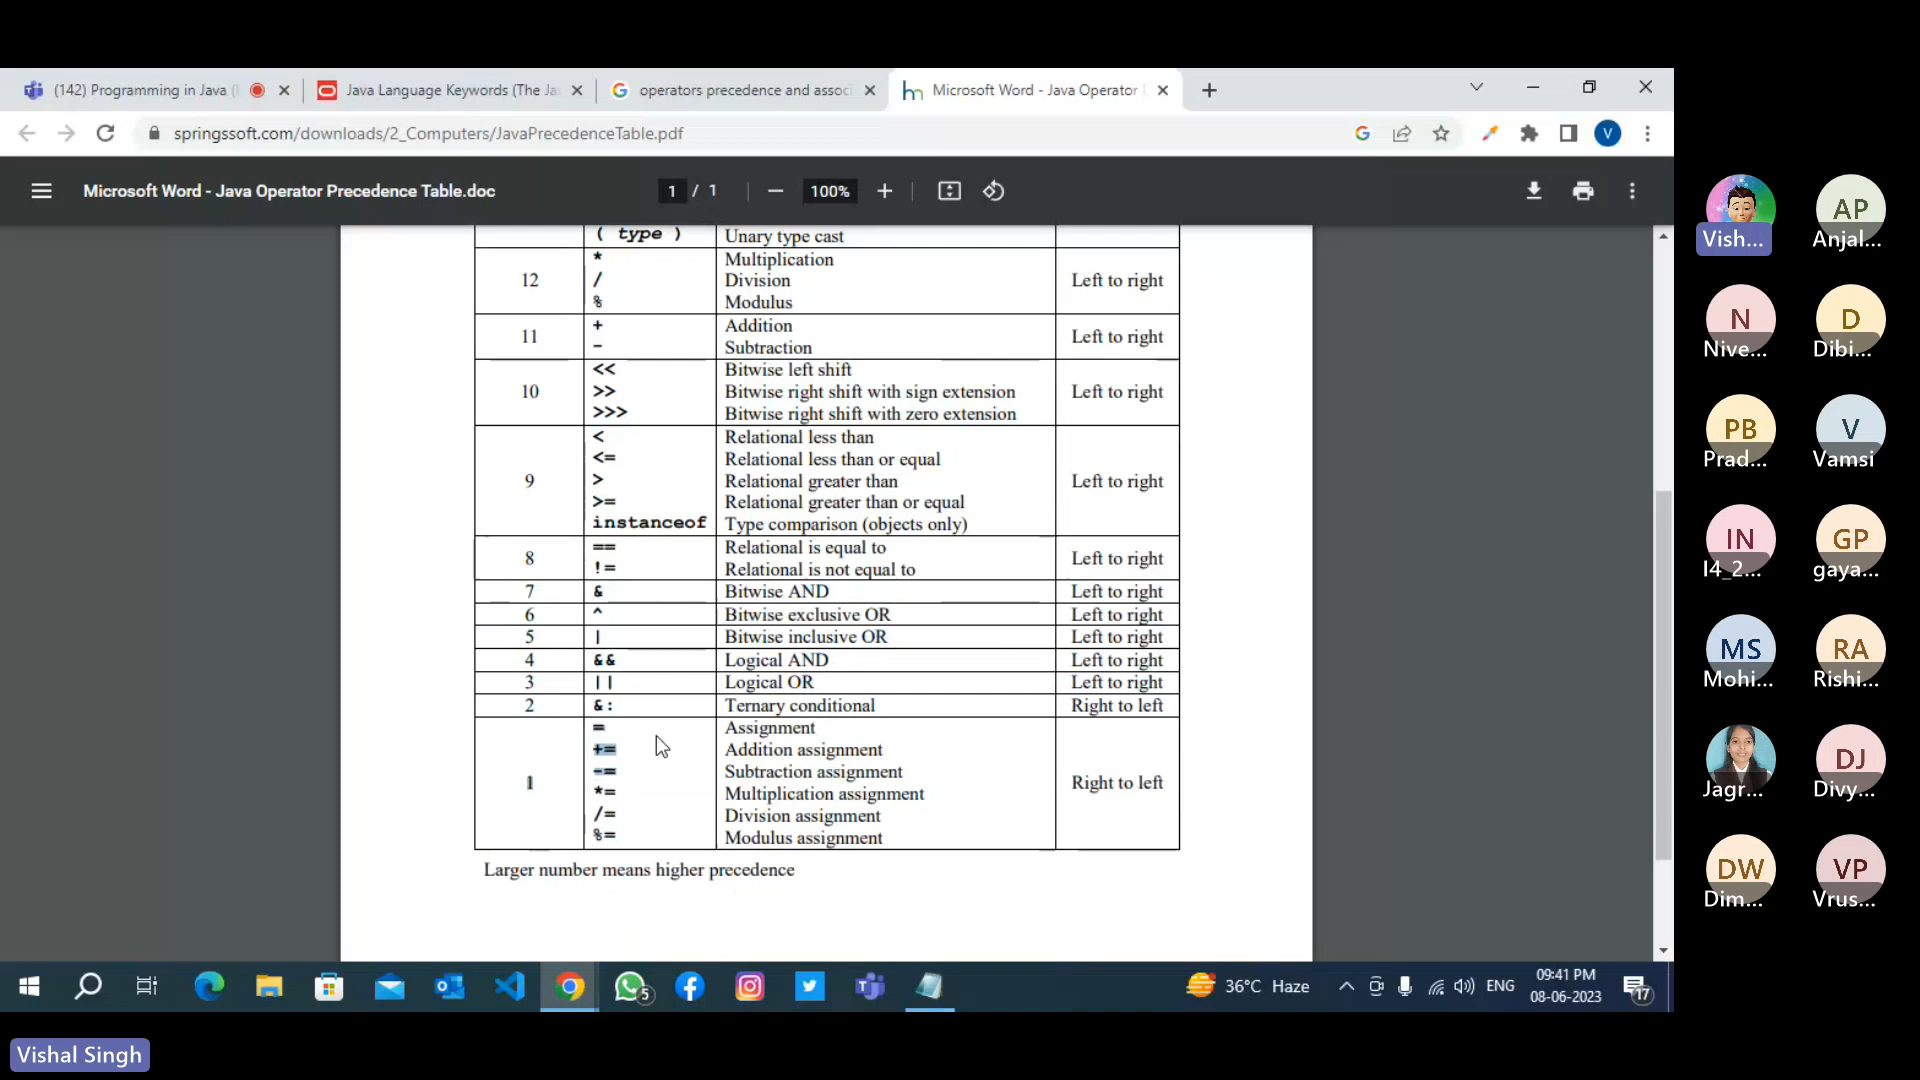 (142) Programming in Java (
Java Language Keywords (The Ja
operators precedence and associ
Microsoft Word - Java Operator
springssoft.com/downloads/2_Computers/JavaPrecedenceTable.pdf
V
Microsoft Word - Java Operator Precedence Table.doc
1 / 1
100%
( type ) Unary type cast
12 * Multiplication Left to right
/ Division
% Modulus
11 + Addition Left to right
- Subtraction
10 << Bitwise left shift Left to right
>> Bitwise right shift with sign extension
>>> Bitwise right shift with zero extension
9 < Relational less than Left to right
<= Relational less than or equal
> Relational greater than
>= Relational greater than or equal
instanceof Type comparison (objects only)
8 == Relational is equal to Left to right
!= Relational is not equal to
7 & Bitwise AND Left to right
6 ^ Bitwise exclusive OR Left to right
5 | Bitwise inclusive OR Left to right
4 && Logical AND Left to right
3 || Logical OR Left to right
2 &: Ternary conditional Right to left
1 = Assignment Right to left
+= Addition assignment
-= Subtraction assignment
*= Multiplication assignment
/= Division assignment
%= Modulus assignment
Larger number means higher precedence
Vish...
AP
Anjal...
N
Nive...
D
Dibi...
PB
Prad...
V
Vamsi
IN
I4_2...
GP
gaya...
MS
Mohi...
RA
Rishi...
Jagr...
DJ
Divy...
DW
Dim...
VP
Vrus...
5
36°C Haze
ENG
09:41 PM
08-06-2023
17
Vishal Singh